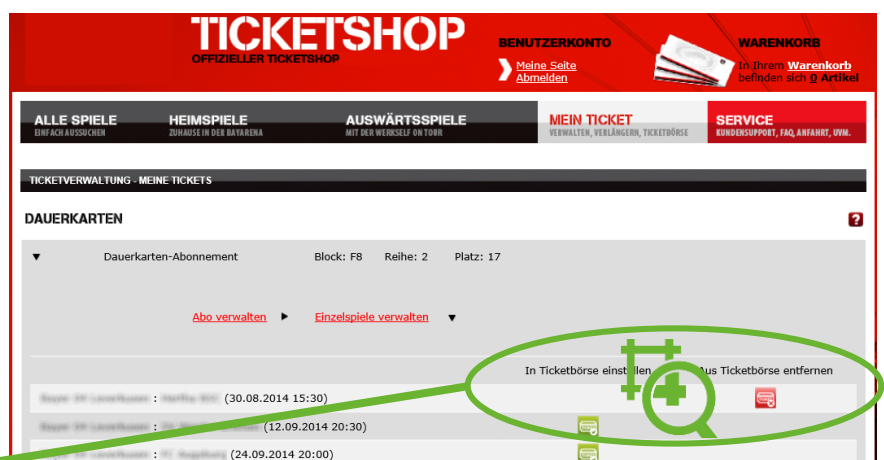 TICKETSHOP
OFFIZIELLER TICKETSHOP
BENUTZERKONTO
Meine Seite
Abmelden
WARENKORB
In Ihrem Warenkorb
befinden sich 0 Artikel
ALLE SPIELE
EINFACH AUSSUCHEN
HEIMSPIELE
ZUHAUSE IN DER BAYARENA
AUSWÄRTSSPIELE
MIT DER WERKSELF ON TOUR
MEIN TICKET
VERWALTEN, VERLÄNGERN, TICKETBÖRSE
SERVICE
KUNDENSUPPORT, FAQ, ANFAHRT, UVM.
TICKETVERWALTUNG - MEINE TICKETS
DAUERKARTEN
Dauerkarten-Abonnement Block: F8 Reihe: 2 Platz: 17
Abo verwalten Einzelspiele verwalten
In Ticketbörse einstellen Aus Ticketbörse entfernen
: (30.08.2014 15:30)
: (12.09.2014 20:30)
: (24.09.2014 20:00)